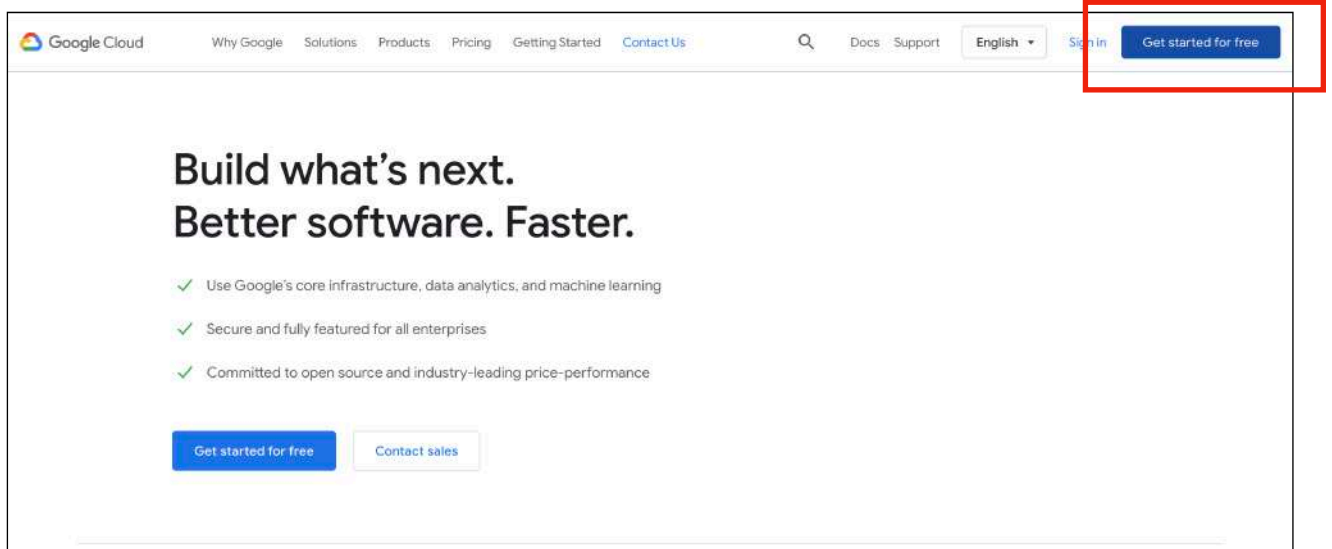 Google Cloud Why Google Solutions Products Pricing Getting Started Contact Us Docs Support English Sign in Get started for free
Build what's next.
Better software. Faster.
Use Google's core infrastructure, data analytics, and machine learning
Secure and fully featured for all enterprises
Committed to open source and industry-leading price-performance
Get started for free Contact sales